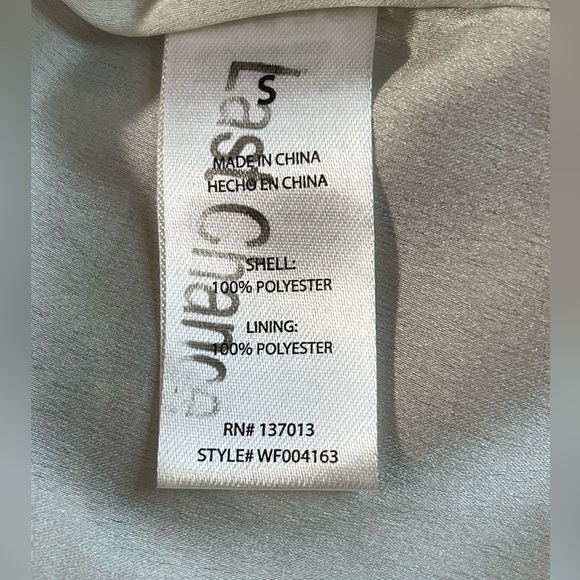 S
MADE IN CHINA
HECHO EN CHINA
SHELL:
100% POLYESTER
LINING:
100% POLYESTER
RN# 137013
STYLE# WF004163
Last Chance